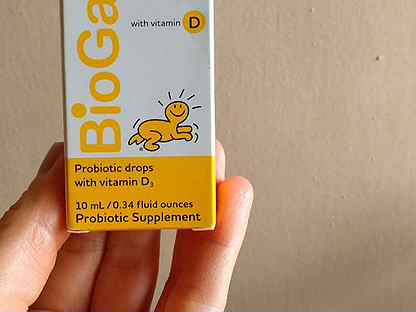 BioGa
with vitamin D
Probiotic drops
with vitamin D₃
10 mL / 0.34 fluid ounces
Probiotic Supplement